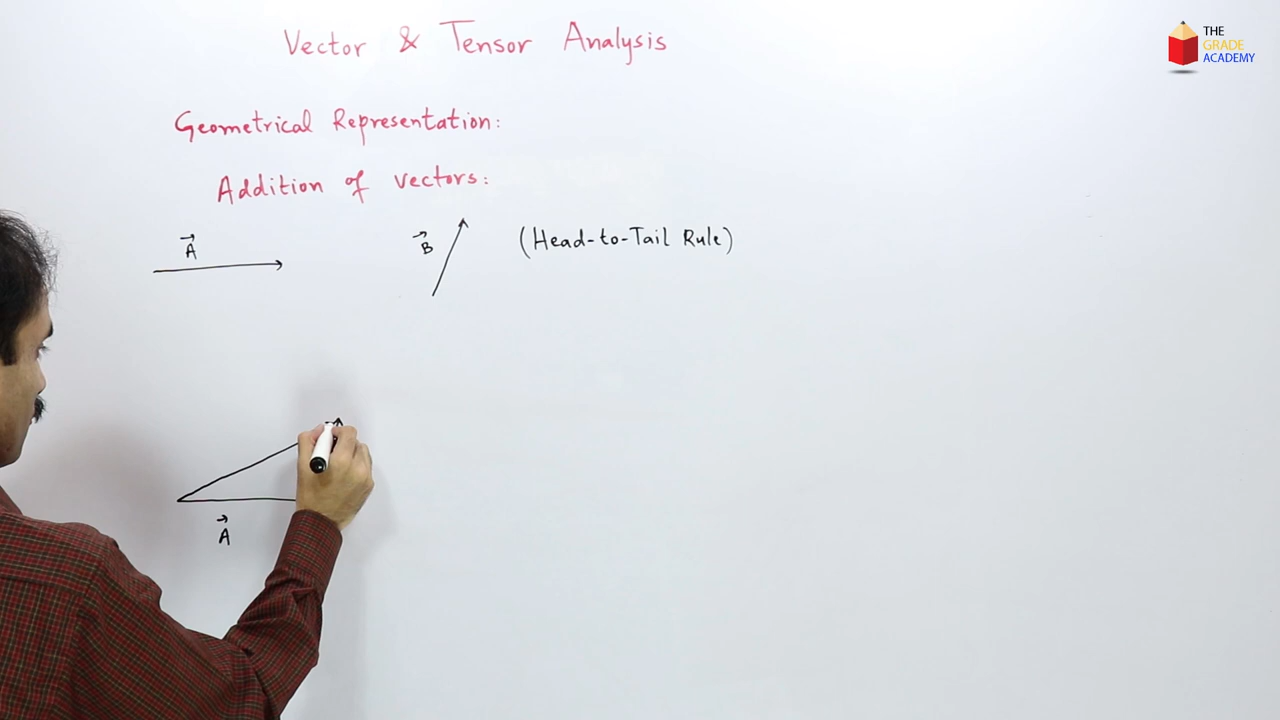 Vector & Tensor Analysis
THE
GRADE
ACADEMY
Geometrical Representation:
Addition of vectors:
A
B
(Head-to-Tail Rule)
A